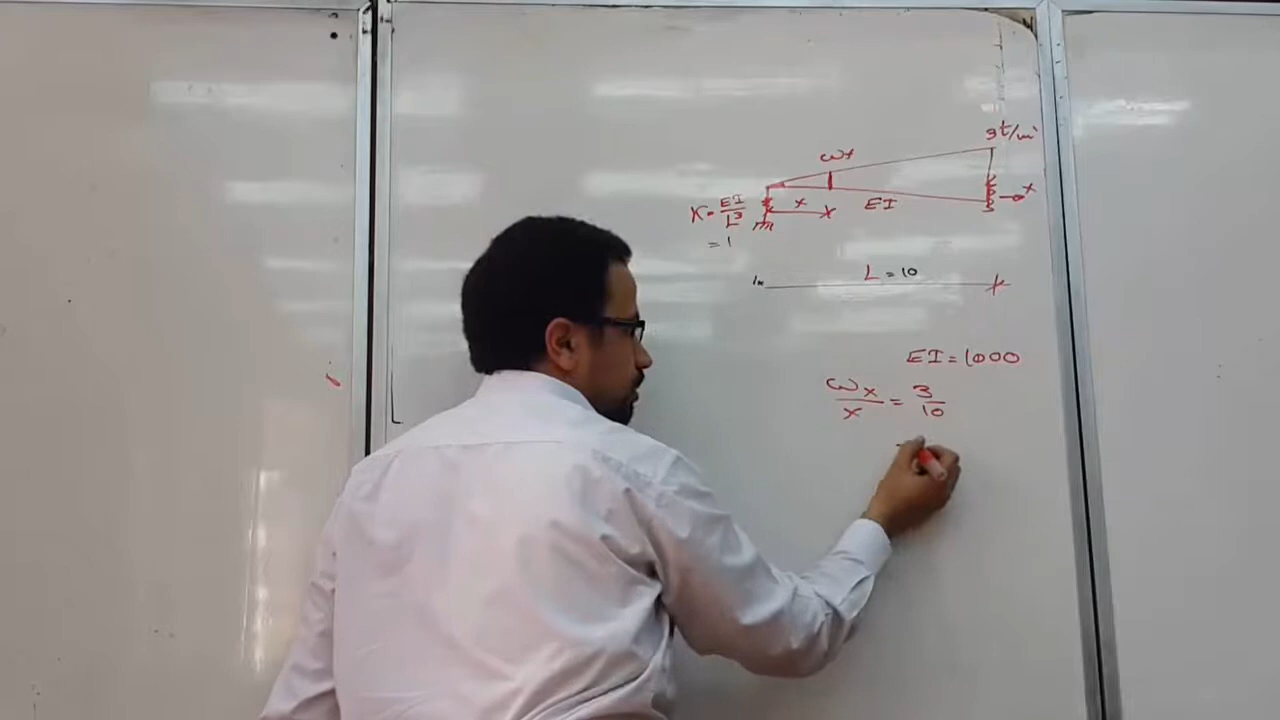 3t/m'
ωx
K = EI/L³
= 1
x
EI
x
L = 10
EI = 1000
ωx/x = 3/10